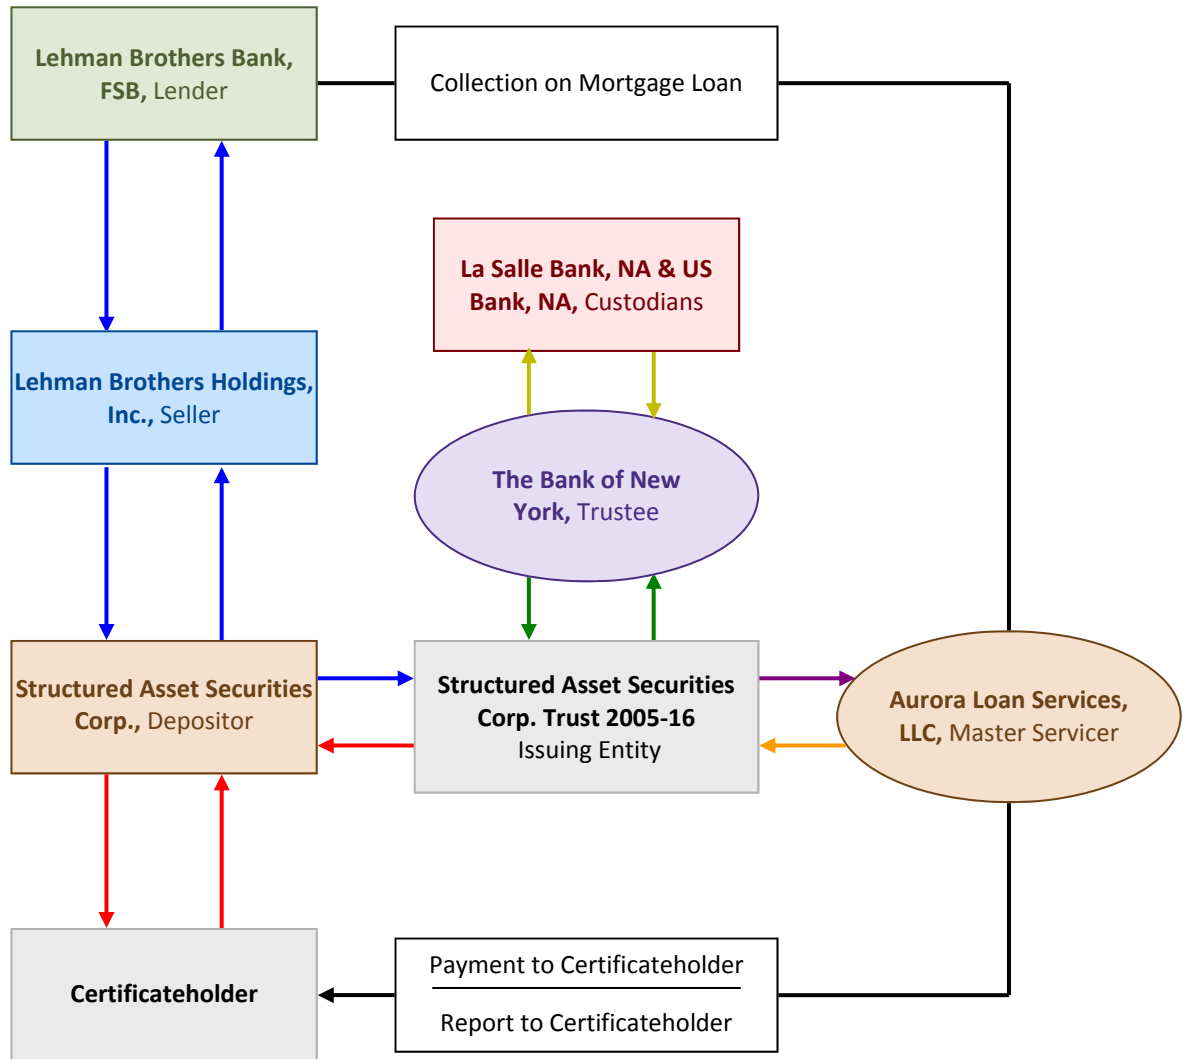 Lehman Brothers Bank,
FSB, Lender
Collection on Mortgage Loan
La Salle Bank, NA & US
Bank, NA, Custodians
Lehman Brothers Holdings,
Inc., Seller
The Bank of New
York, Trustee
Structured Asset Securities
Corp., Depositor
Structured Asset Securities
Corp. Trust 2005-16
Issuing Entity
Aurora Loan Services,
LLC, Master Servicer
Certificateholder
Payment to Certificateholder
Report to Certificateholder